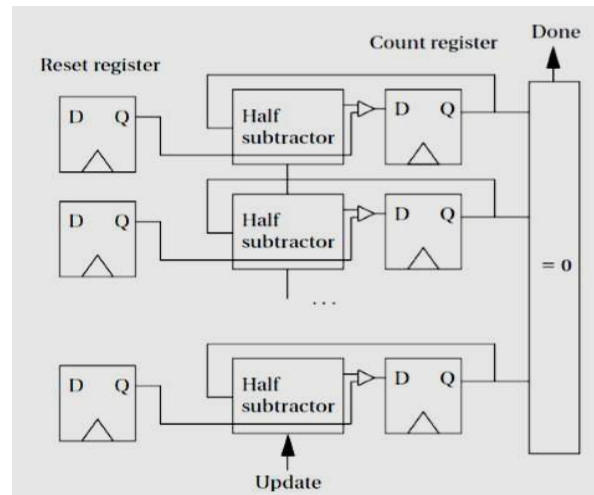 Done
Count register
Reset register
D Q
Half
subtractor
D Q
D Q
Half
subtractor
D Q
= 0
...
D Q
Half
subtractor
D Q
Update